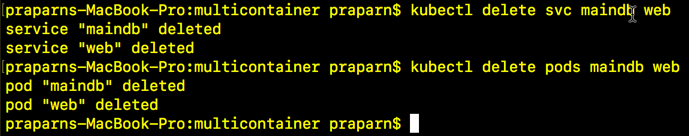 praparns-MacBook-Pro:multicontainer praparn$ kubectl delete svc maindb web
service "maindb" deleted
service "web" deleted
praparns-MacBook-Pro:multicontainer praparn$ kubectl delete pods maindb web
pod "maindb" deleted
pod "web" deleted
praparns-MacBook-Pro:multicontainer praparn$